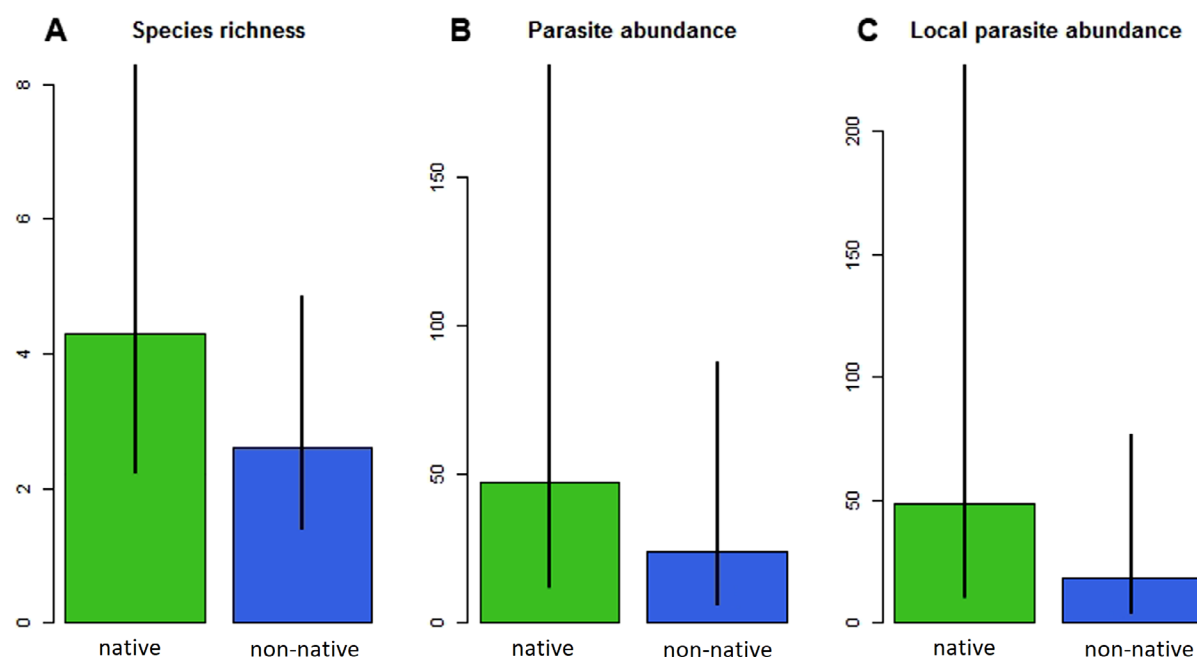 A Species richness
8
6
4
2
0
native non-native
B Parasite abundance
150
100
50
0
native non-native
C Local parasite abundance
200
150
100
50
0
native non-native